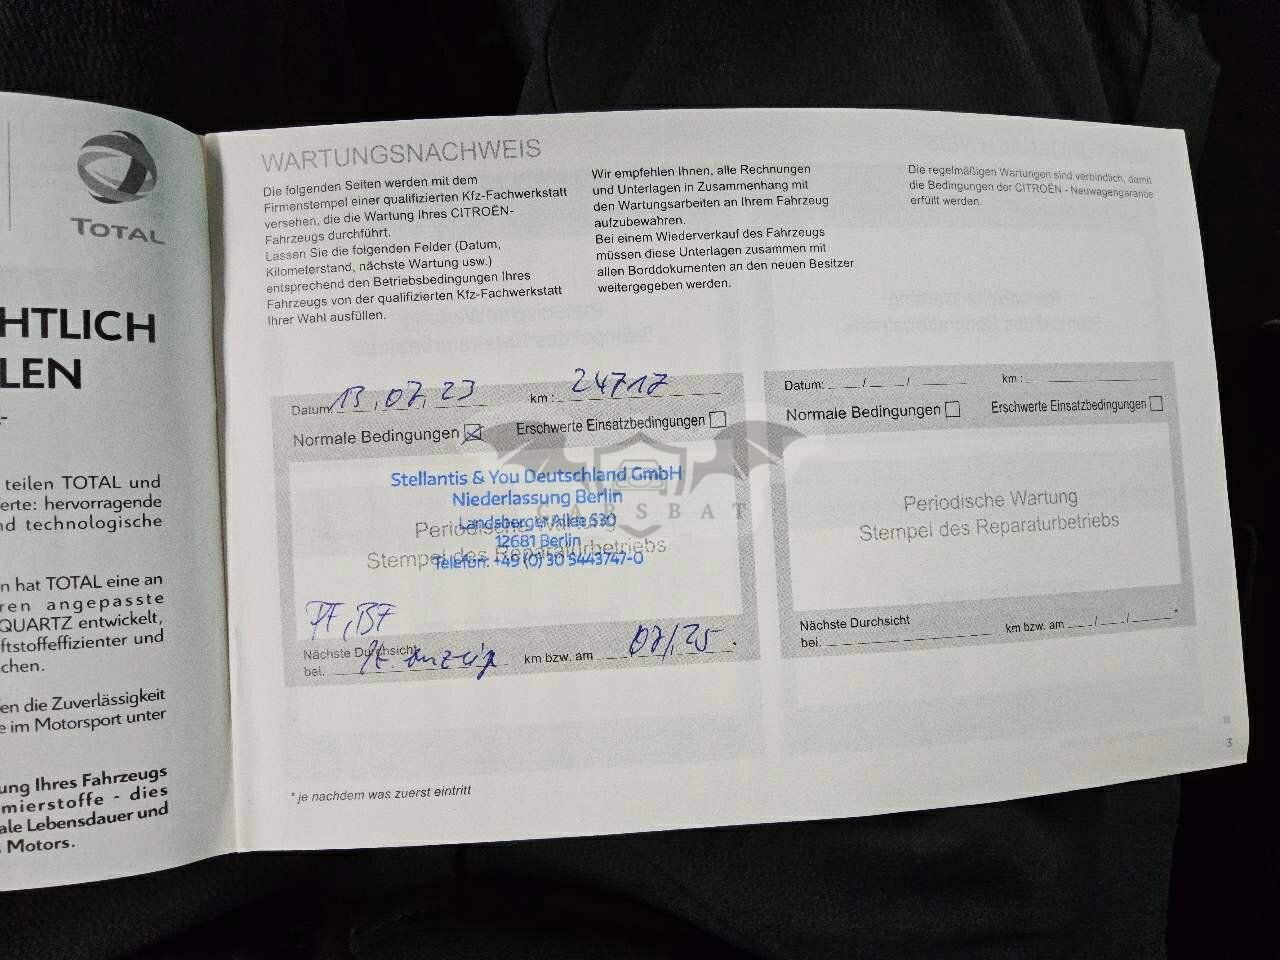 TOTAL
HTLICH
LEN
teilen TOTAL und
erte: hervorragende
nd technologische
n hat TOTAL eine an
ren angepasste
QUARTZ entwickelt,
ftstoffeffizienter und
chen.
en die Zuverlässigkeit
e im Motorsport unter
ung Ihres Fahrzeugs
mierstoffe - dies
ale Lebensdauer und
Motors.
WARTUNGSNACHWEIS
Die folgenden Seiten werden mit dem
Firmenstempel einer qualifizierten Kfz-Fachwerkstatt
versehen, die die Wartung Ihres CITROËN-
Fahrzeugs durchführt.
Lassen Sie die folgenden Felder (Datum,
Kilometerstand, nächste Wartung usw.)
entsprechend den Betriebsbedingungen Ihres
Fahrzeugs von der qualifizierten Kfz-Fachwerkstatt
Ihrer Wahl ausfüllen.
Wir empfehlen Ihnen, alle Rechnungen
und Unterlagen in Zusammenhang mit
den Wartungsarbeiten an Ihrem Fahrzeug
aufzubewahren.
Bei einem Wiederverkauf des Fahrzeugs
müssen diese Unterlagen zusammen mit
allen Borddokumenten an den neuen Besitzer
weitergegeben werden.
Die regelmäßigen Wartungen sind verbindlich, damit
die Bedingungen der CITROËN - Neuwagengarantie
erfüllt werden.
Datum: 13.07.23 km : 24717
Normale Bedingungen Erschwerte Einsatzbedingungen
Stellantis & You Deutschland GmbH
Niederlassung Berlin
Landsberger Allee 530
12681 Berlin
Telefon: +49 (0) 30 5443747-0
Periodische Wartung
Stempel des Reparaturbetriebs
CARSBAT
PF, BF
Nächste Durchsicht
bei. lt. Anzeige km bzw. am 07/25 *
Datum: / / km :
Normale Bedingungen Erschwerte Einsatzbedingungen
Periodische Wartung
Stempel des Reparaturbetriebs
Nächste Durchsicht
bei. km bzw. am / / *
* je nachdem was zuerst eintritt
3